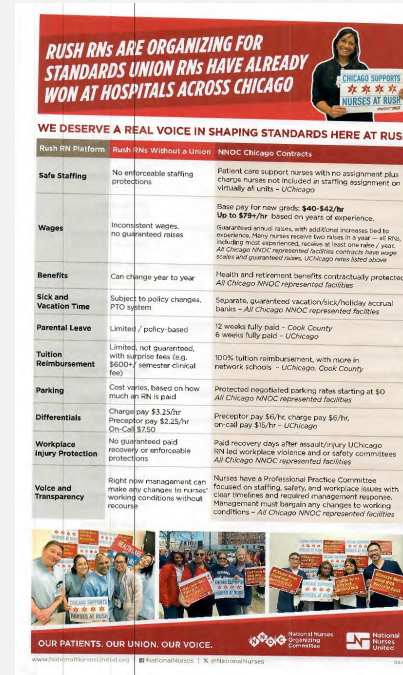 RUSH RNs ARE ORGANIZING FOR
STANDARDS UNION RNs HAVE ALREADY
WON AT HOSPITALS ACROSS CHICAGO
CHICAGO SUPPORTS
NURSES AT RUSH
WE DESERVE A REAL VOICE IN SHAPING STANDARDS HERE AT RUS
Rush RN Platform
Rush RNs Without a Union
NNOC Chicago Contracts
Safe Staffing
No enforceable staffing
protections
Patient care support nurses with no assignment plus
charge nurses not included in staffing assignment on
virtually all units – UChicago
Wages
Inconsistent wages,
no guaranteed raises
Base pay for new grads: $40-$42/hr
Up to $79+/hr based on years of experience.
Guaranteed annual raises, with additional increases tied to
experience. Many nurses receive two raises in a year — all RNs,
including most experienced, receive at least one raise / year.
All Chicago NNOC represented facilities contracts have wage
scales and guaranteed raises, UChicago rates listed above
Benefits
Can change year to year
Health and retirement benefits contractually protected
All Chicago NNOC represented facilities
Sick and
Vacation Time
Subject to policy changes,
PTO system
Separate, guaranteed vacation/sick/holiday accrual
banks – All Chicago NNOC represented facilities
Parental Leave
Limited / policy-based
12 weeks fully paid – Cook County
6 weeks fully paid – UChicago
Tuition
Reimbursement
Limited, not guaranteed,
with surprise fees (e.g.
$600+/ semester clinical
fee)
100% tuition reimbursement, with more in
network schools – UChicago, Cook County
Parking
Cost varies, based on how
much an RN is paid
Protected negotiated parking rates starting at $0
All Chicago NNOC represented facilities
Differentials
Charge pay $3.25/hr
Preceptor pay $2.25/hr
On-Call $7.50
Preceptor pay $6/hr, charge pay $6/hr,
on-call pay $15/hr – UChicago
Workplace
Injury Protection
No guaranteed paid
recovery or enforceable
protections
Paid recovery days after assault/injury UChicago
RN led workplace violence and or safety committees
All Chicago NNOC represented facilities
Voice and
Transparency
Right now management can
make any changes to nurses'
working conditions without
recourse
Nurses have a Professional Practice Committee
focused on staffing, safety, and workplace issues with
clear timelines and required management response.
Management must bargain any changes to working
conditions – All Chicago NNOC represented facilities
CHICAGO SUPPORTS
NURSES AT RUSH
OUR PATIENTS. OUR UNION. OUR VOICE.
NNOC
National Nurses
Organizing
Committee
National
Nurses
United
www.NationalNursesUnited.org
NationalNurses | X @NationalNurses